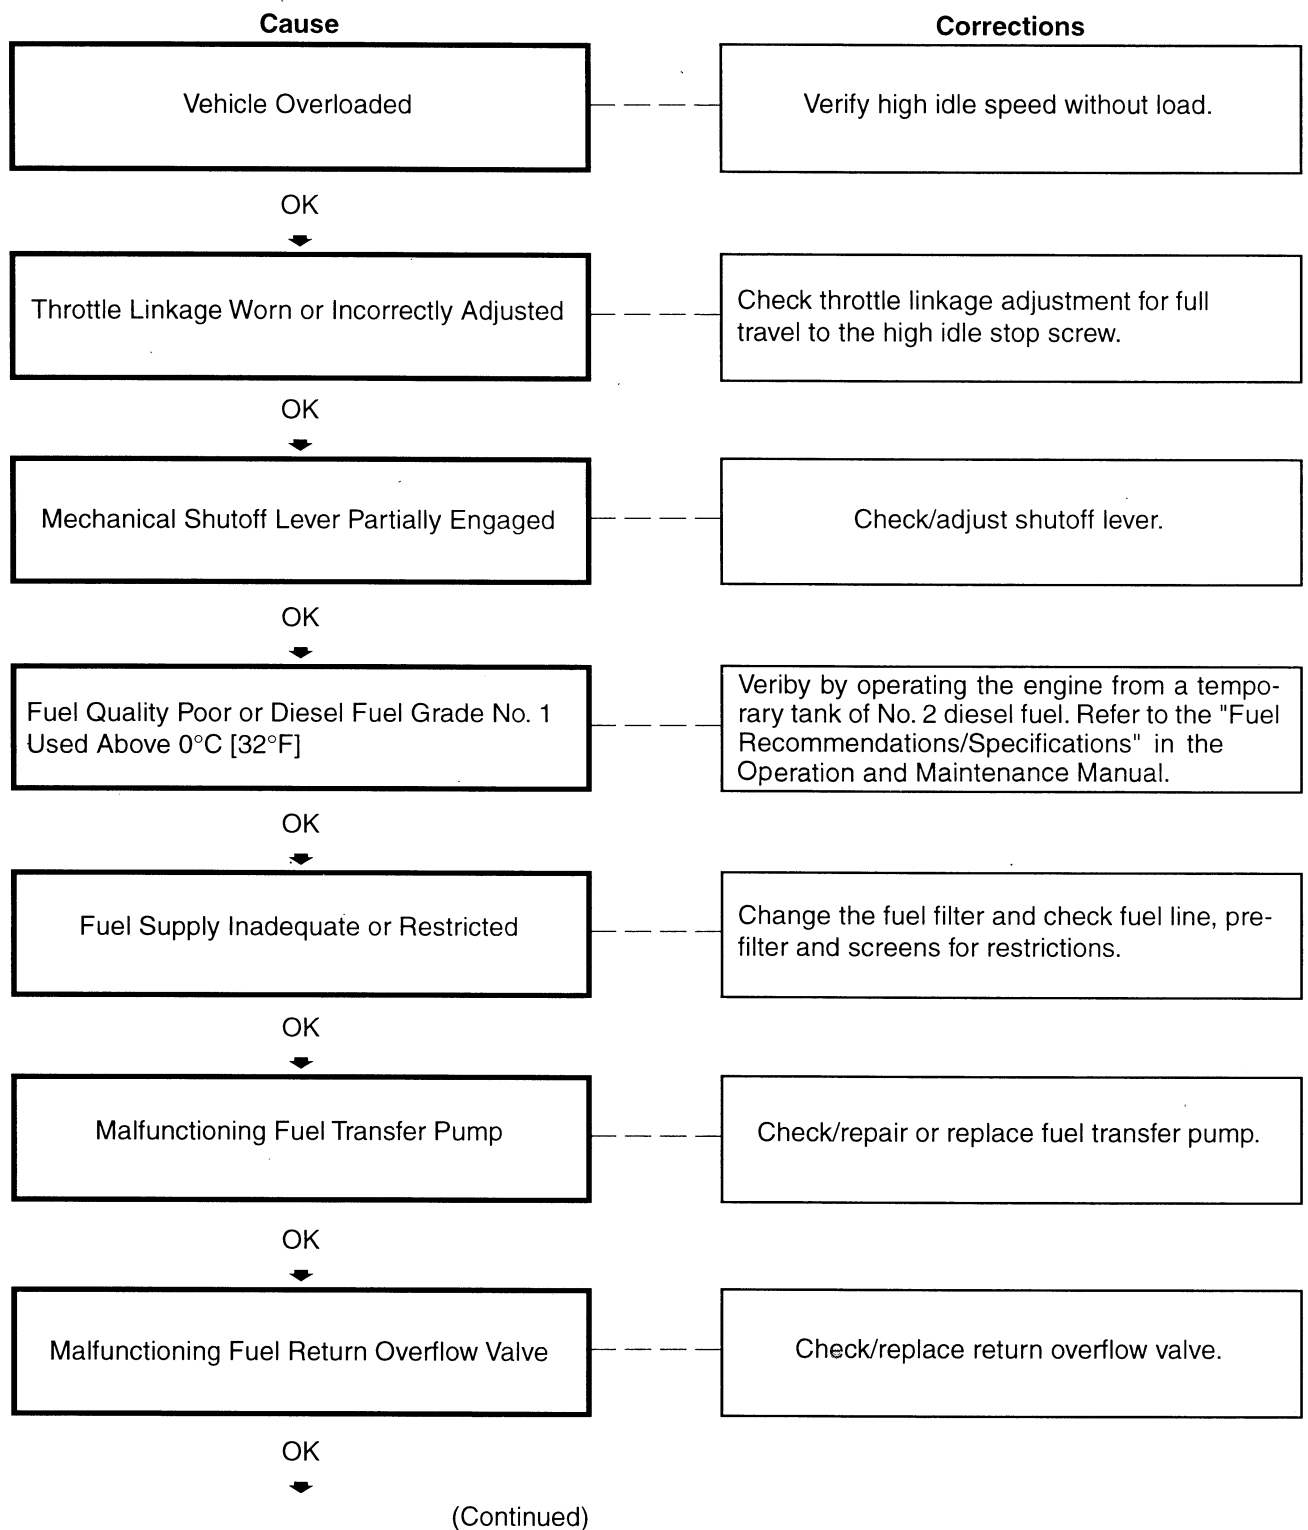 Cause
Corrections
Vehicle Overloaded
Verify high idle speed without load.
OK
Throttle Linkage Worn or Incorrectly Adjusted
Check throttle linkage adjustment for full
travel to the high idle stop screw.
OK
Mechanical Shutoff Lever Partially Engaged
Check/adjust shutoff lever.
OK
Fuel Quality Poor or Diesel Fuel Grade No. 1
Used Above 0°C [32°F]
Veriby by operating the engine from a tempo-
rary tank of No. 2 diesel fuel. Refer to the "Fuel
Recommendations/Specifications" in the
Operation and Maintenance Manual.
OK
Fuel Supply Inadequate or Restricted
Change the fuel filter and check fuel line, pre-
filter and screens for restrictions.
OK
Malfunctioning Fuel Transfer Pump
Check/repair or replace fuel transfer pump.
OK
Malfunctioning Fuel Return Overflow Valve
Check/replace return overflow valve.
OK
(Continued)